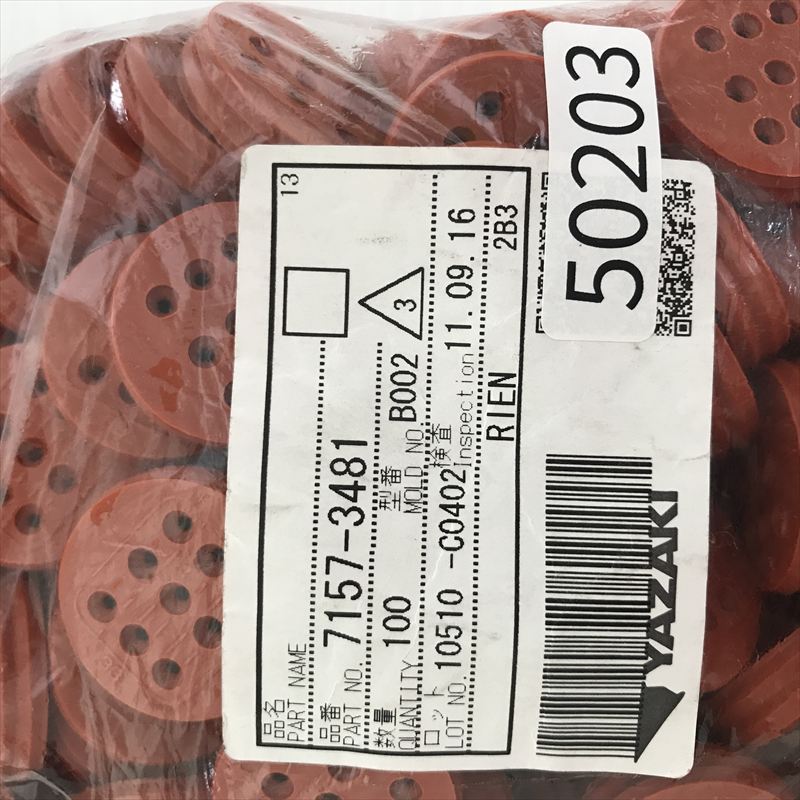 50203
13
品名
PART NAME
品番
PART NO. 7157-3481
3
数量
QUANTITY 100
型番
MOLD NO. B002
ロット
LOT NO. 10510 -C0402
検査
Inspection 11.09.16
RIEN 2B3
YAZAKI